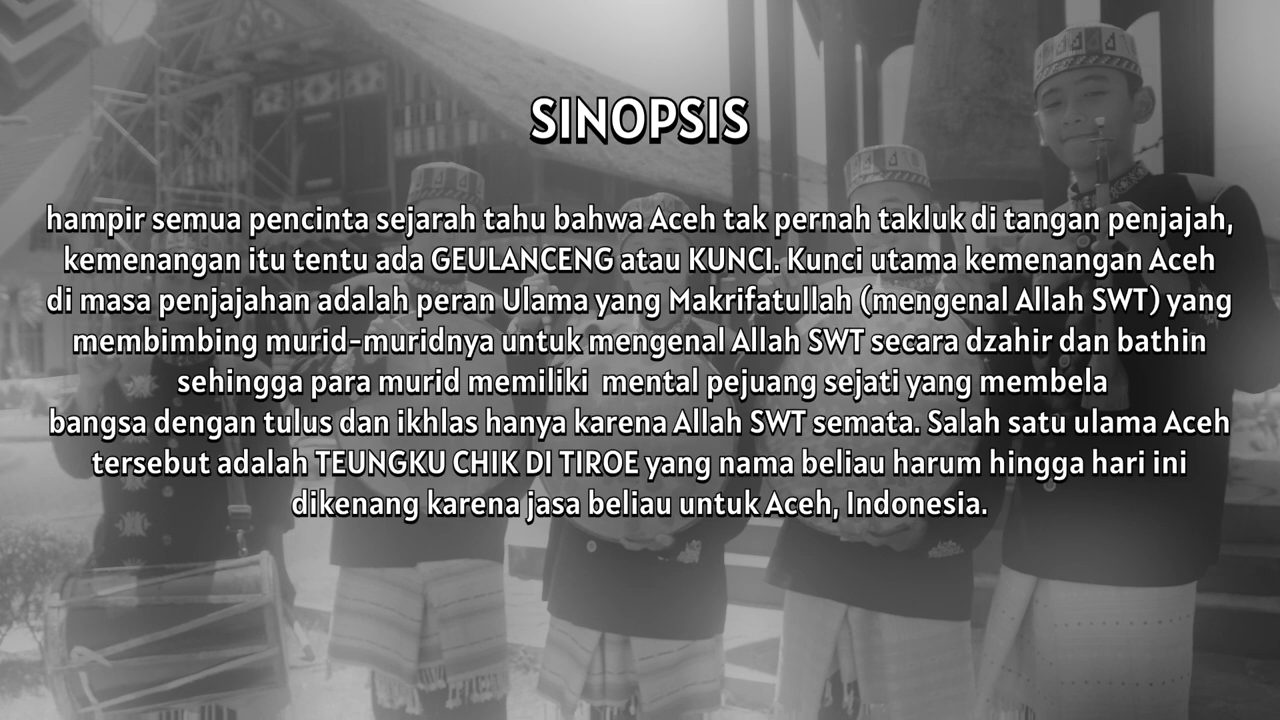 SINOPSIS
hampir semua pencinta sejarah tahu bahwa Aceh tak pernah takluk di tangan penjajah,
kemenangan itu tentu ada GEULANCENG atau KUNCI. Kunci utama kemenangan Aceh
di masa penjajahan adalah peran Ulama yang Makrifatullah (mengenal Allah SWT) yang
membimbing murid-muridnya untuk mengenal Allah SWT secara dzahir dan bathin
sehingga para murid memiliki  mental pejuang sejati yang membela
bangsa dengan tulus dan ikhlas hanya karena Allah SWT semata. Salah satu ulama Aceh
tersebut adalah TEUNGKU CHIK DI TIROE yang nama beliau harum hingga hari ini
dikenang karena jasa beliau untuk Aceh, Indonesia.